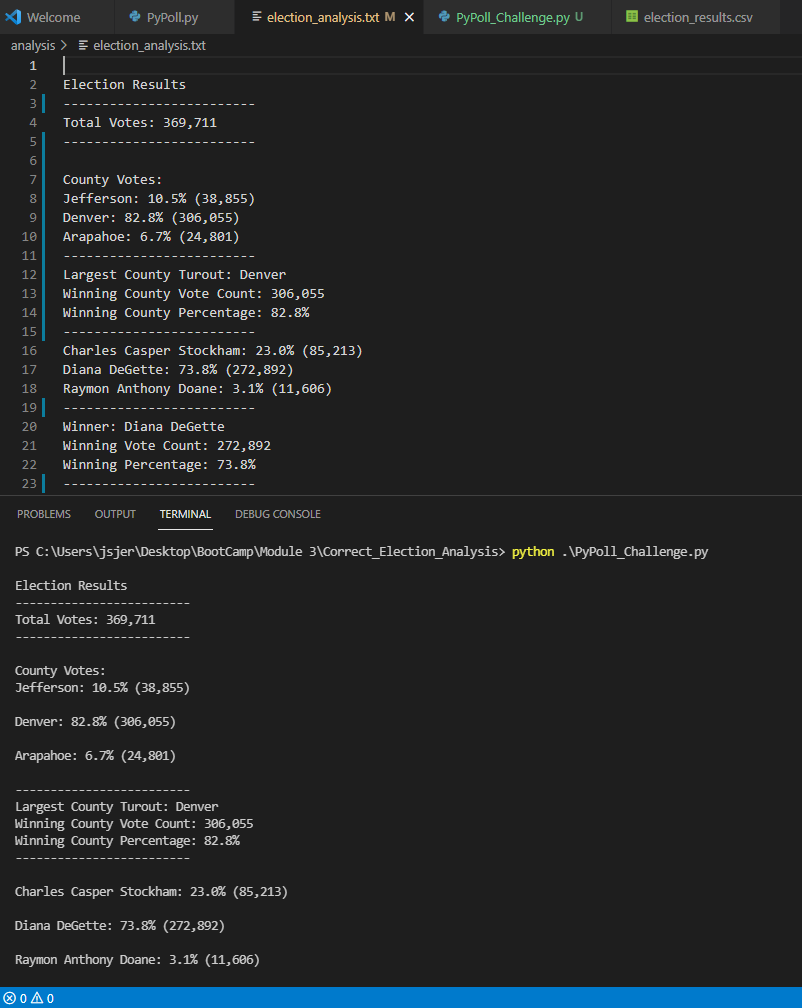 Welcome PyPoll.py election_analysis.txt M PyPoll_Challenge.py U election_results.csv
analysis > election_analysis.txt
1
2 Election Results
3 -------------------------
4 Total Votes: 369,711
5 -------------------------
6
7 County Votes:
8 Jefferson: 10.5% (38,855)
9 Denver: 82.8% (306,055)
10 Arapahoe: 6.7% (24,801)
11 -------------------------
12 Largest County Turout: Denver
13 Winning County Vote Count: 306,055
14 Winning County Percentage: 82.8%
15 -------------------------
16 Charles Casper Stockham: 23.0% (85,213)
17 Diana DeGette: 73.8% (272,892)
18 Raymon Anthony Doane: 3.1% (11,606)
19 -------------------------
20 Winner: Diana DeGette
21 Winning Vote Count: 272,892
22 Winning Percentage: 73.8%
23 -------------------------
PROBLEMS OUTPUT TERMINAL DEBUG CONSOLE
PS C:\Users\jsjer\Desktop\BootCamp\Module 3\Correct_Election_Analysis> python .\PyPoll_Challenge.py
Election Results
-------------------------
Total Votes: 369,711
-------------------------
County Votes:
Jefferson: 10.5% (38,855)
Denver: 82.8% (306,055)
Arapahoe: 6.7% (24,801)
-------------------------
Largest County Turout: Denver
Winning County Vote Count: 306,055
Winning County Percentage: 82.8%
-------------------------
Charles Casper Stockham: 23.0% (85,213)
Diana DeGette: 73.8% (272,892)
Raymon Anthony Doane: 3.1% (11,606)
0 0